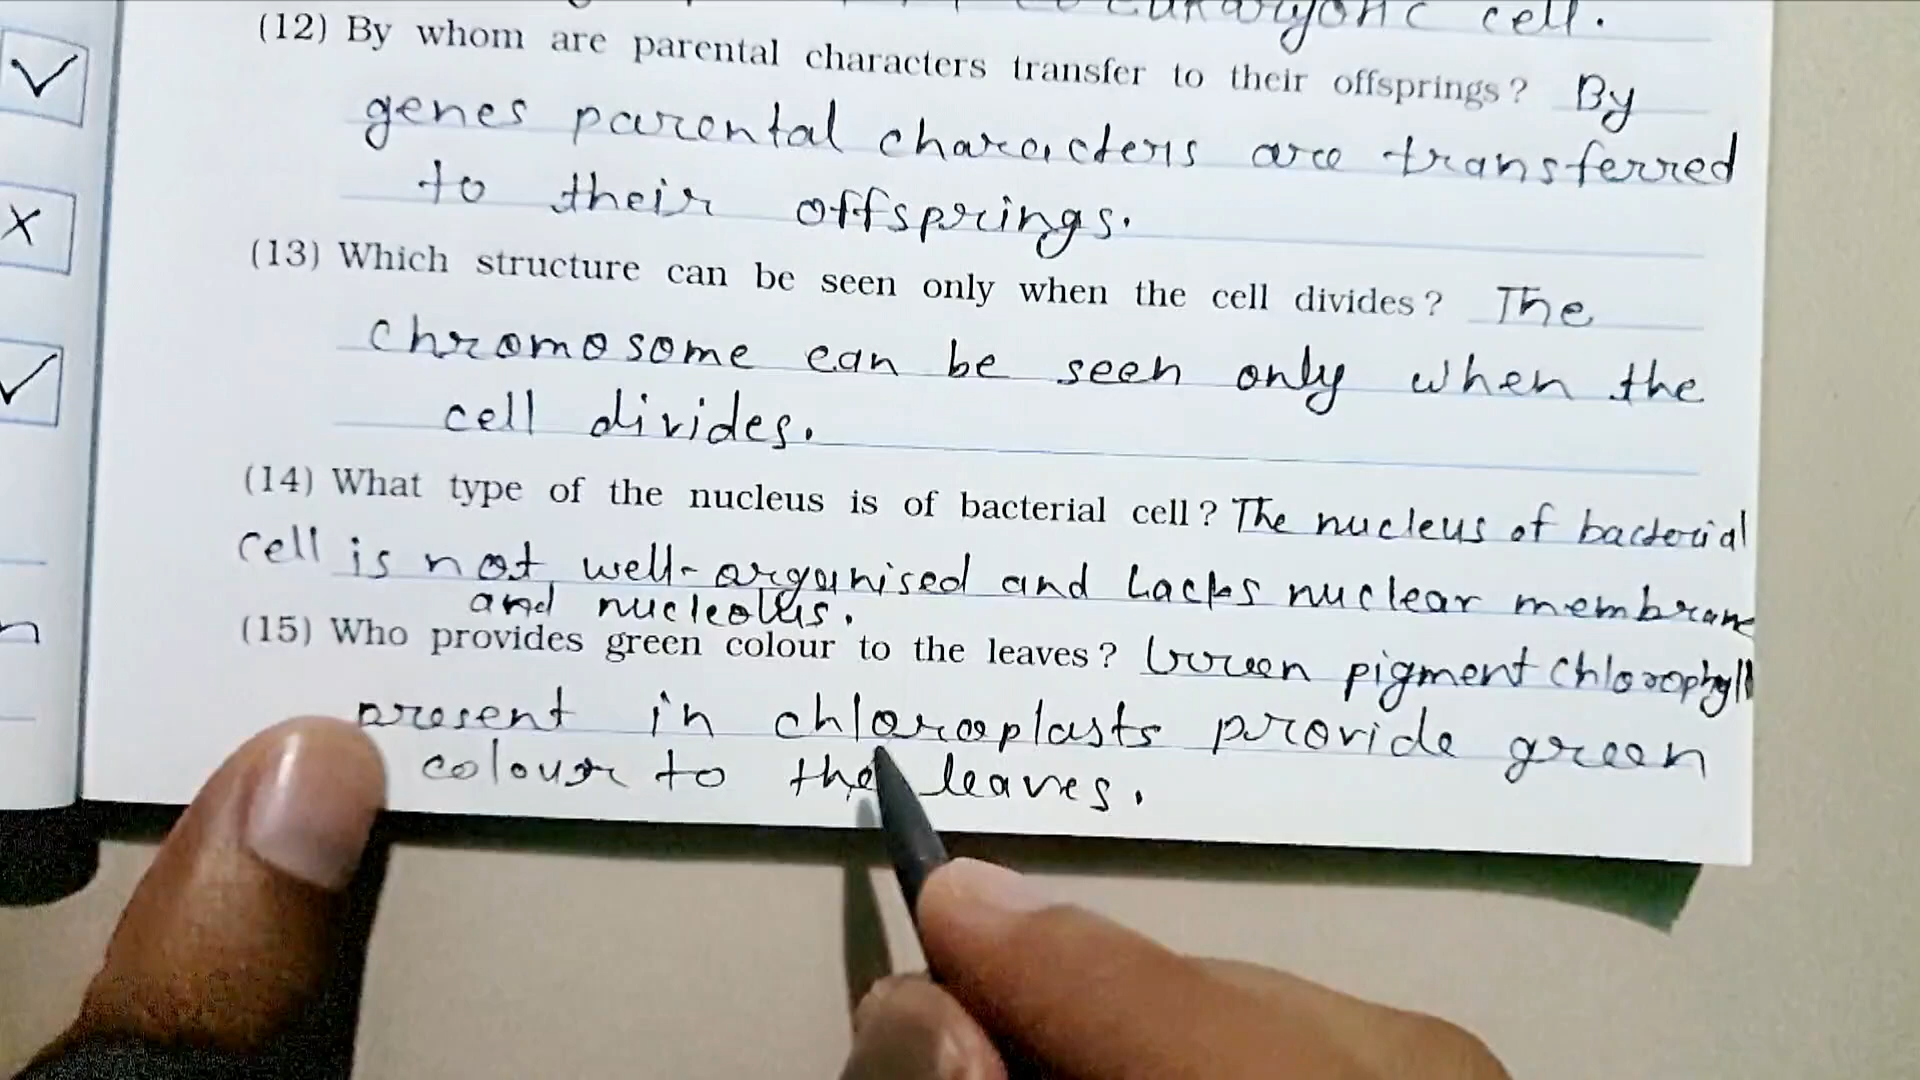 eukaryotic cell.
(12) By whom are parental characters transfer to their offsprings? By
genes parental characters are transferred
to their offsprings.
(13) Which structure can be seen only when the cell divides? The
chromosome can be seen only when the
cell divides.
(14) What type of the nucleus is of bacterial cell? The nucleus of bacterial
cell is not well-organised and Lacks nuclear membrane
and nucleolus.
(15) Who provides green colour to the leaves? Green pigment chlorophyll
present in chloroplasts provide green
colour to the leaves.